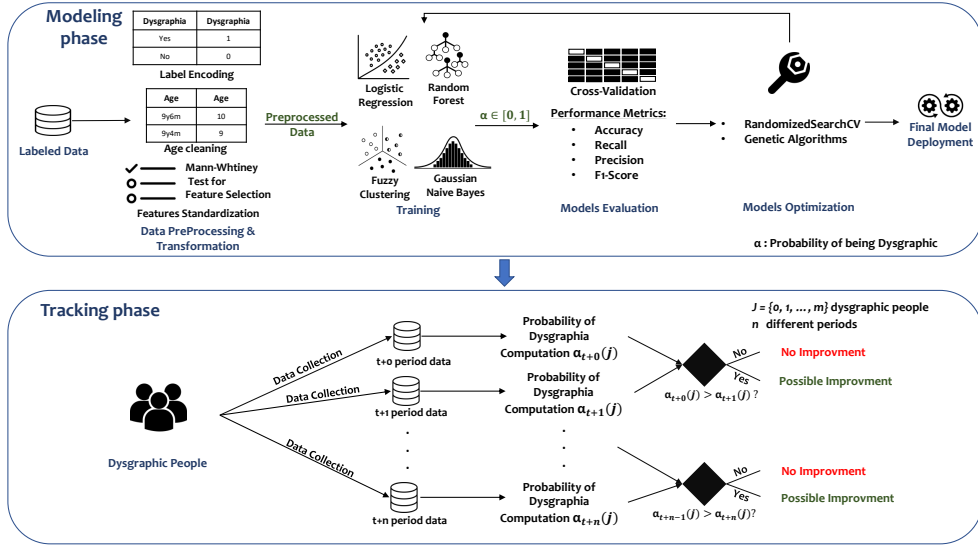 Modeling phase
Dysgraphia Dysgraphia
Yes 1
No 0
Label Encoding
Age Age
9y6m 10
9y4m 9
Age cleaning
Mann-Whtiney
Test for
Feature Selection
Features Standardization
Data PreProcessing &
Transformation
Labeled Data
Preprocessed
Data
Logistic
Regression
Random
Forest
Fuzzy
Clustering
Gaussian
Naive Bayes
Training
α ∈ [0, 1]
Cross-Validation
Performance Metrics:
• Accuracy
• Recall
• Precision
• F1-Score
Models Evaluation
• RandomizedSearchCV
• Genetic Algorithms
Models Optimization
Final Model
Deployment
α : Probability of being Dysgraphic
Tracking phase
J = {0, 1, ..., m} dysgraphic people
n different periods
Dysgraphic People
Data Collection
Data Collection
Data Collection
t+0 period data
t+1 period data
t+n period data
Probability of
Dysgraphia
Computation α_{t+0}(j)
Probability of
Dysgraphia
Computation α_{t+1}(j)
Probability of
Dysgraphia
Computation α_{t+n}(j)
No
No Improvment
Yes
Possible Improvment
α_{t+0}(j) > α_{t+1}(j) ?
No
No Improvment
Yes
Possible Improvment
α_{t+n−1}(j) > α_{t+n}(j)?